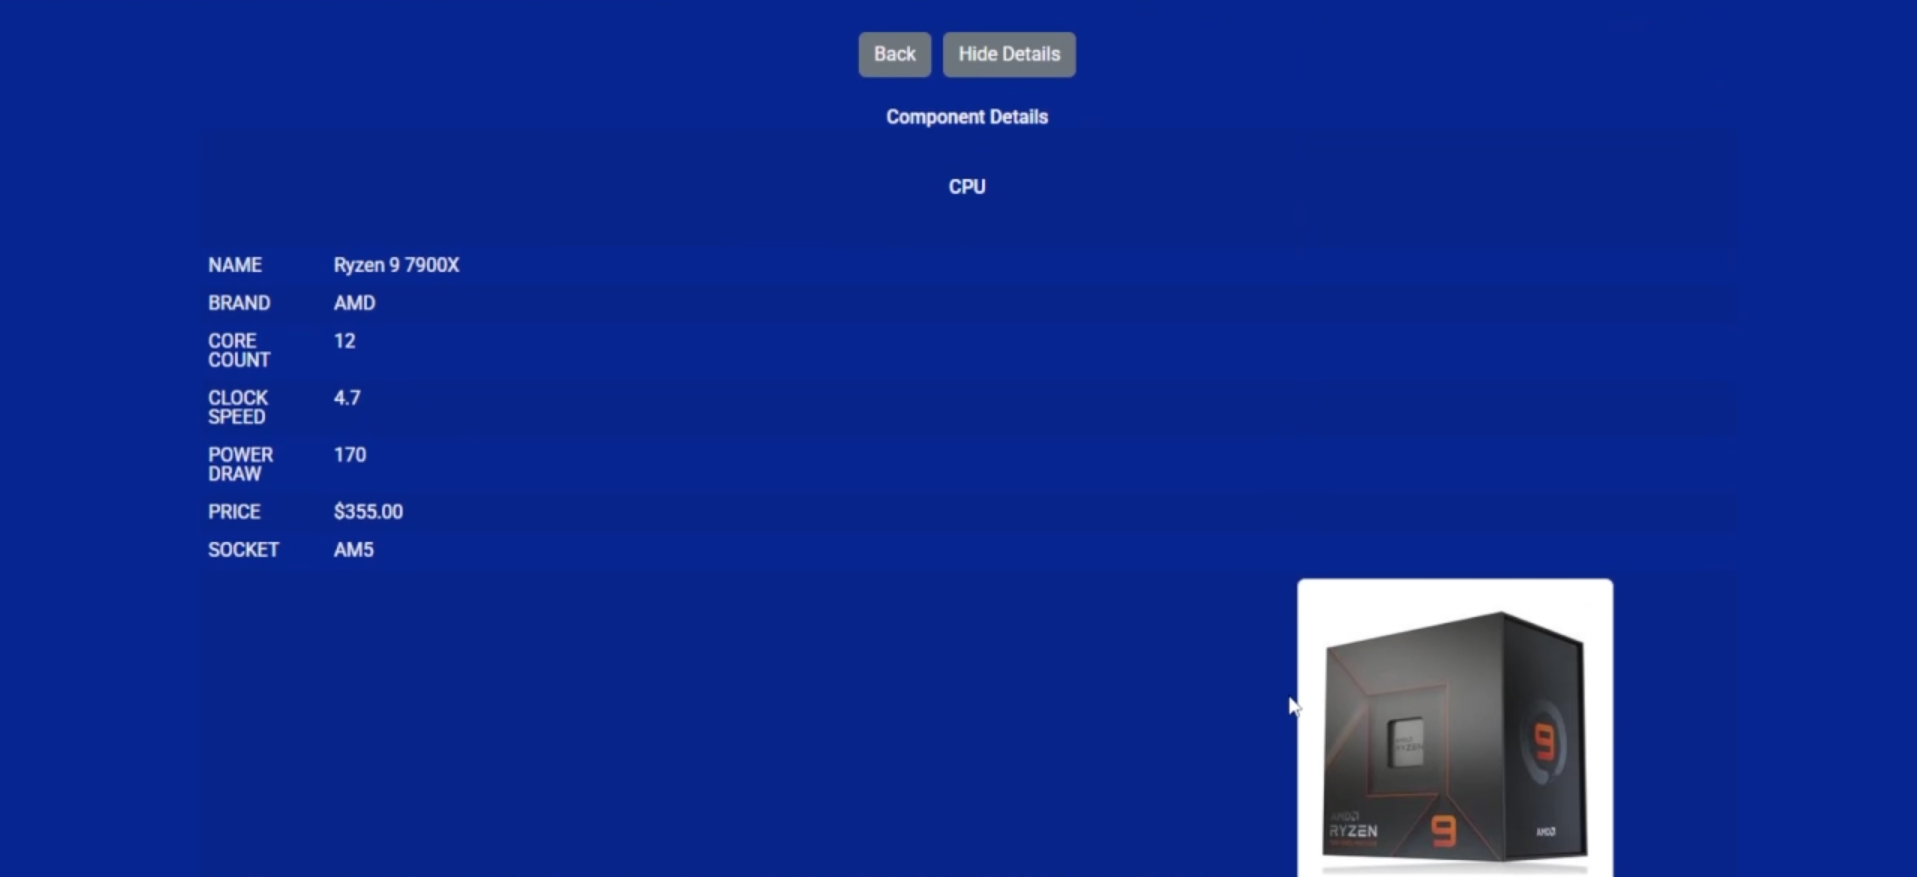 Back Hide Details
Component Details
CPU
NAME Ryzen 9 7900X
BRAND AMD
CORE
COUNT 12
CLOCK
SPEED 4.7
POWER
DRAW 170
PRICE $355.00
SOCKET AM5
9
AMD
RYZEN
9
AMD